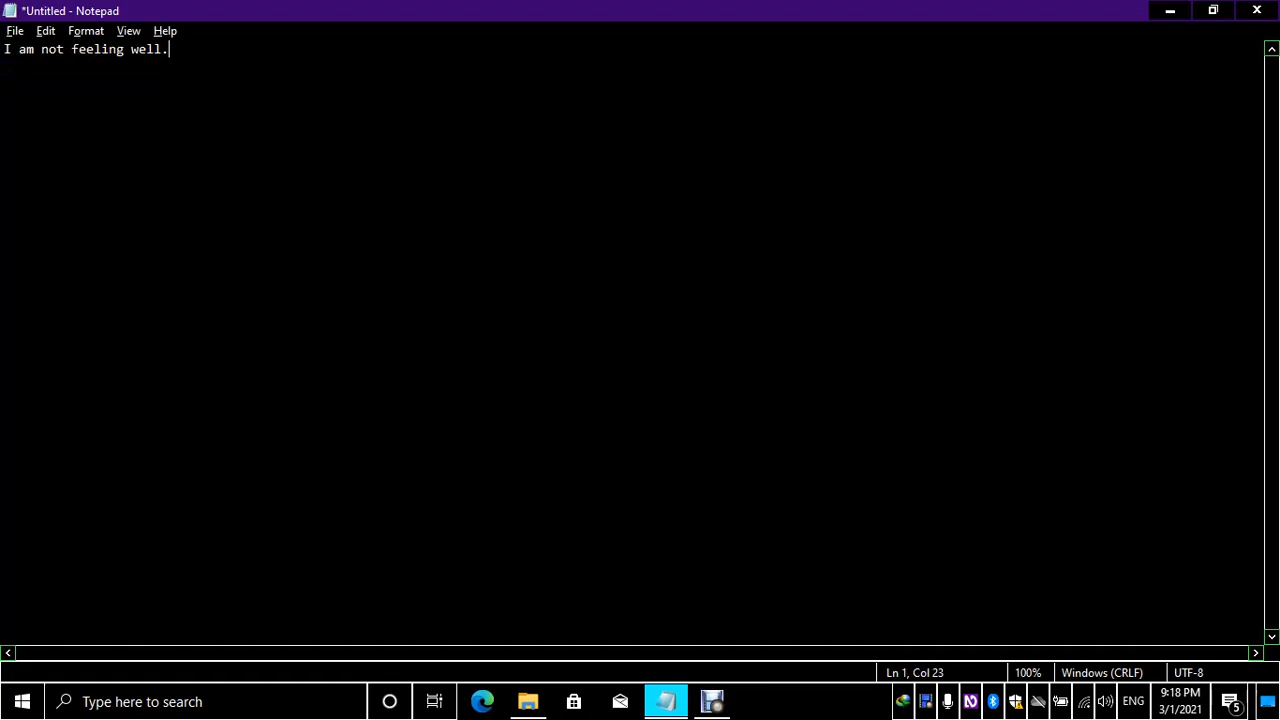 *Untitled - Notepad
File Edit Format View Help
I am not feeling well.
Ln 1, Col 23 100% Windows (CRLF) UTF-8
Type here to search
ENG
9:18 PM
3/1/2021
5